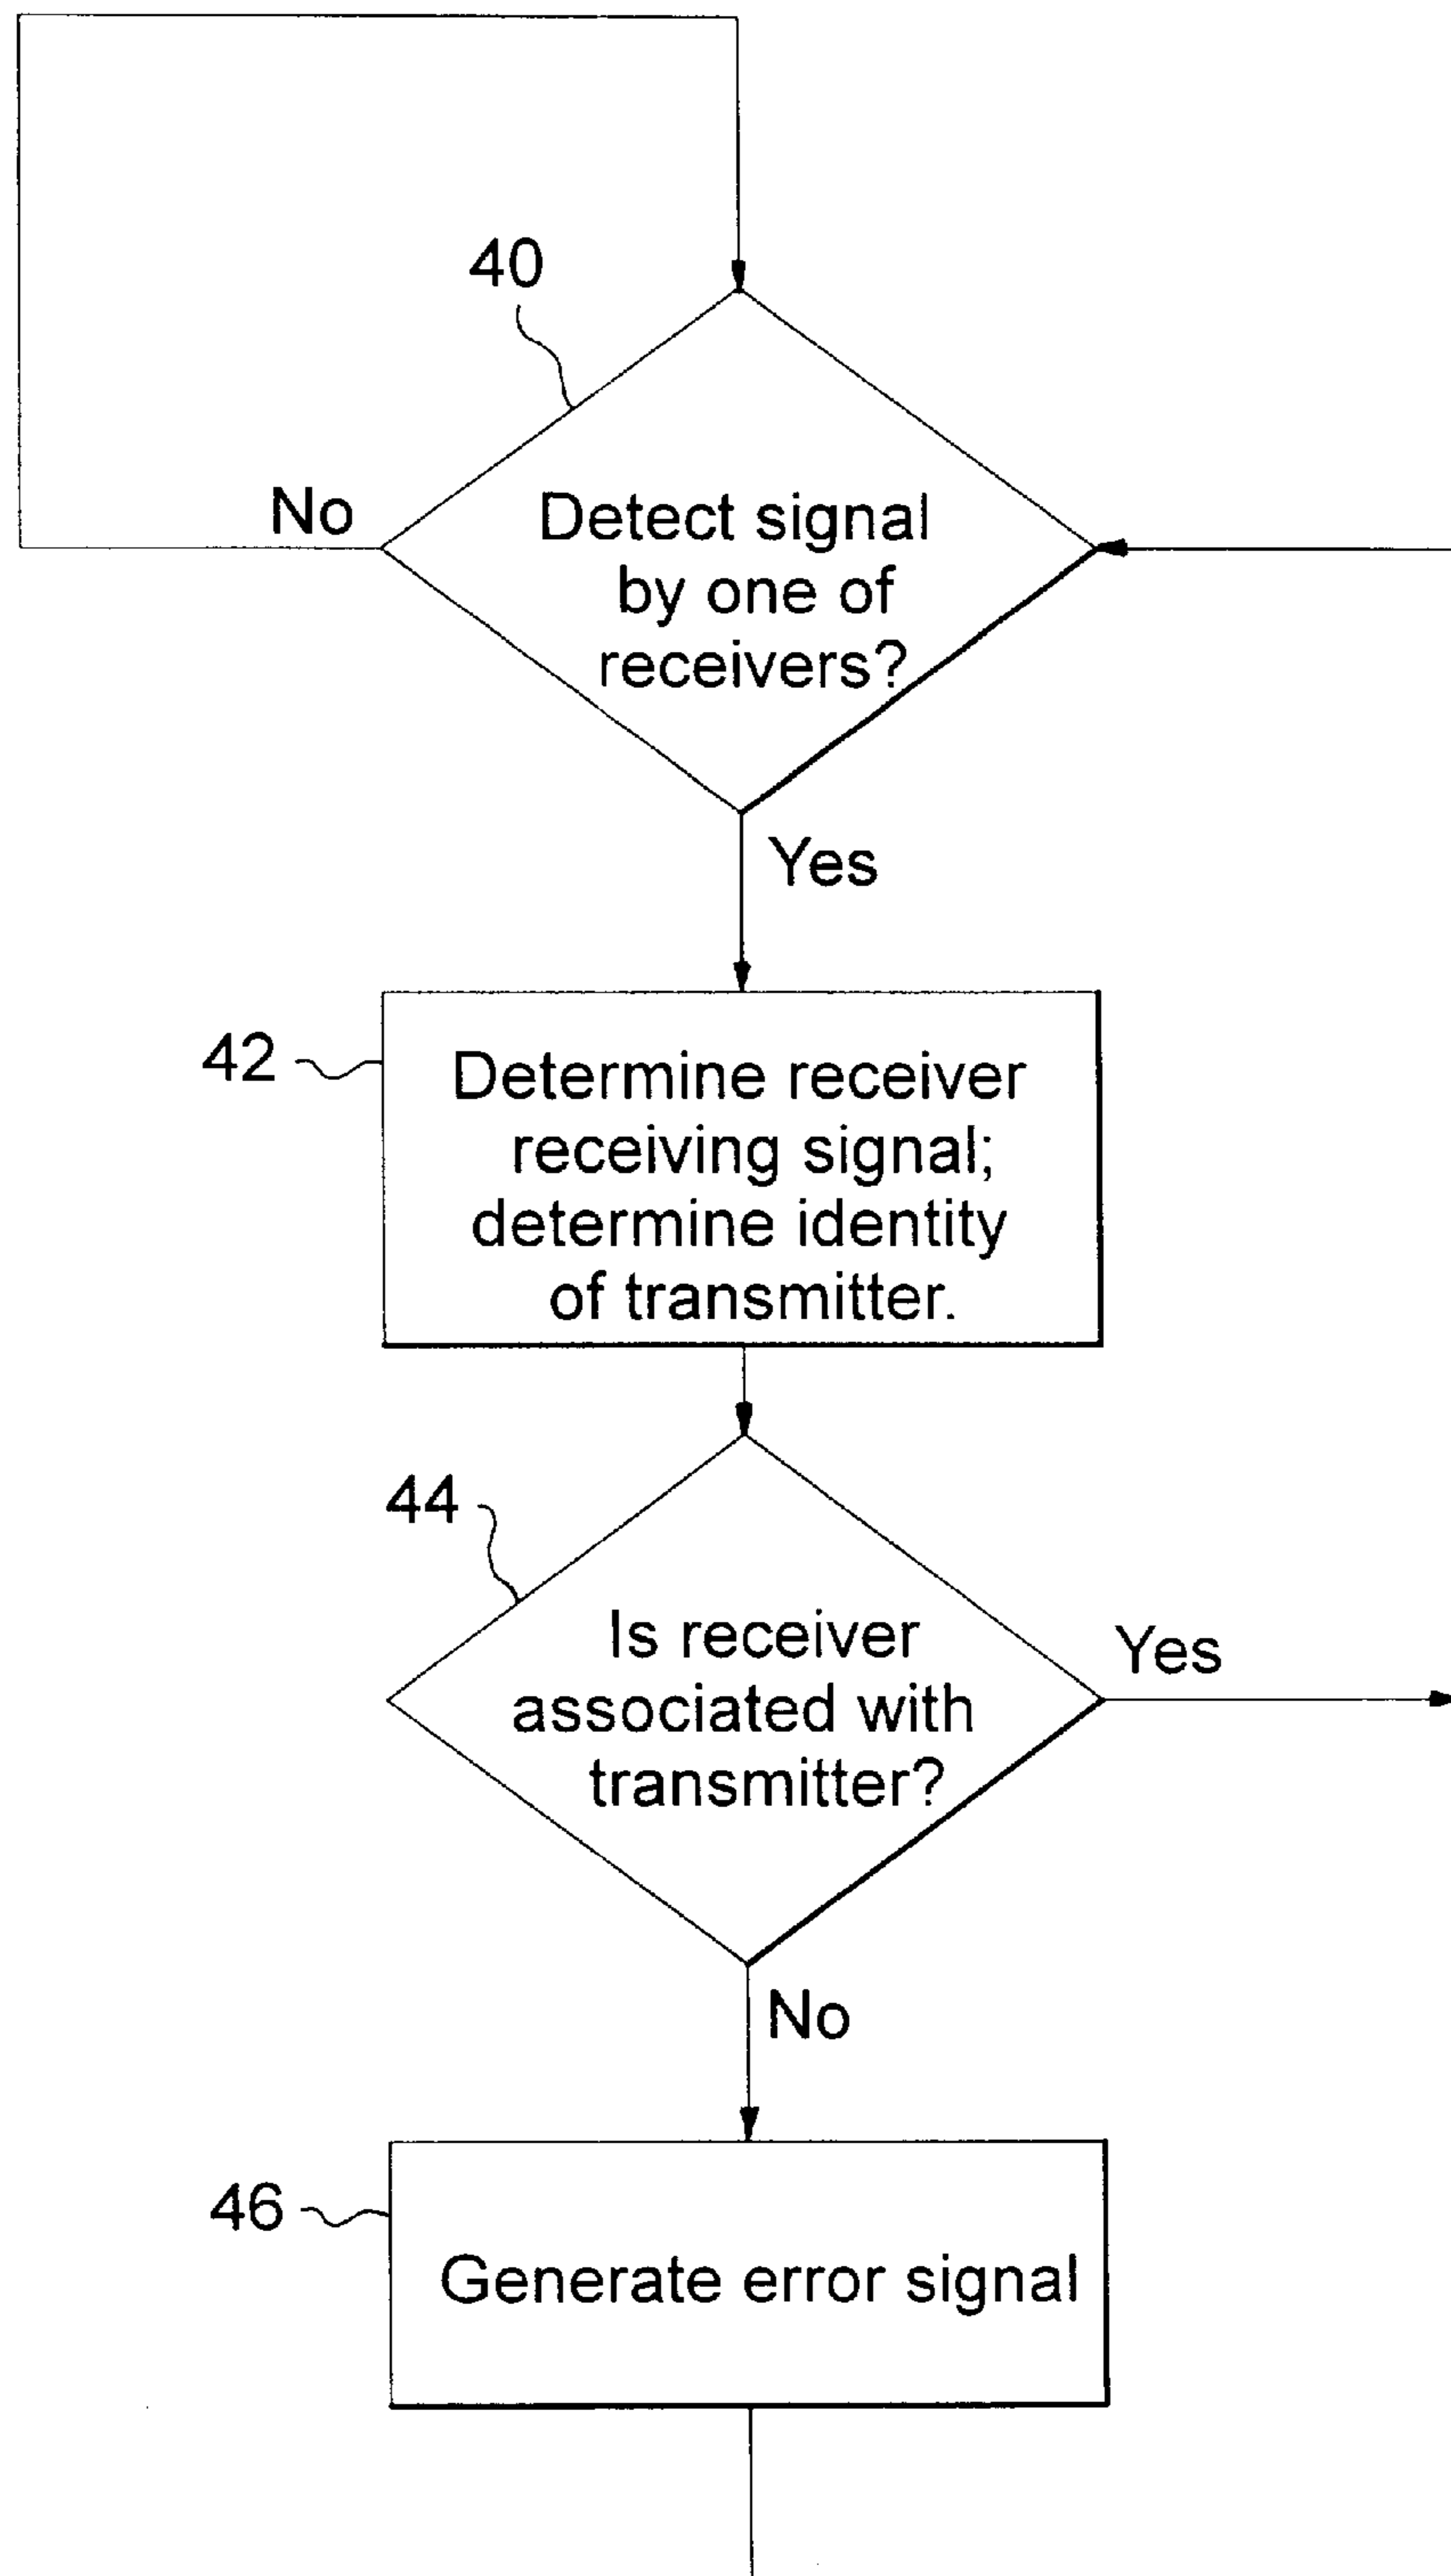 40
No
Detect signal
by one of
receivers?
Yes
42
Determine receiver
receiving signal;
determine identity
of transmitter.
44
Is receiver
associated with
transmitter?
Yes
No
46
Generate error signal